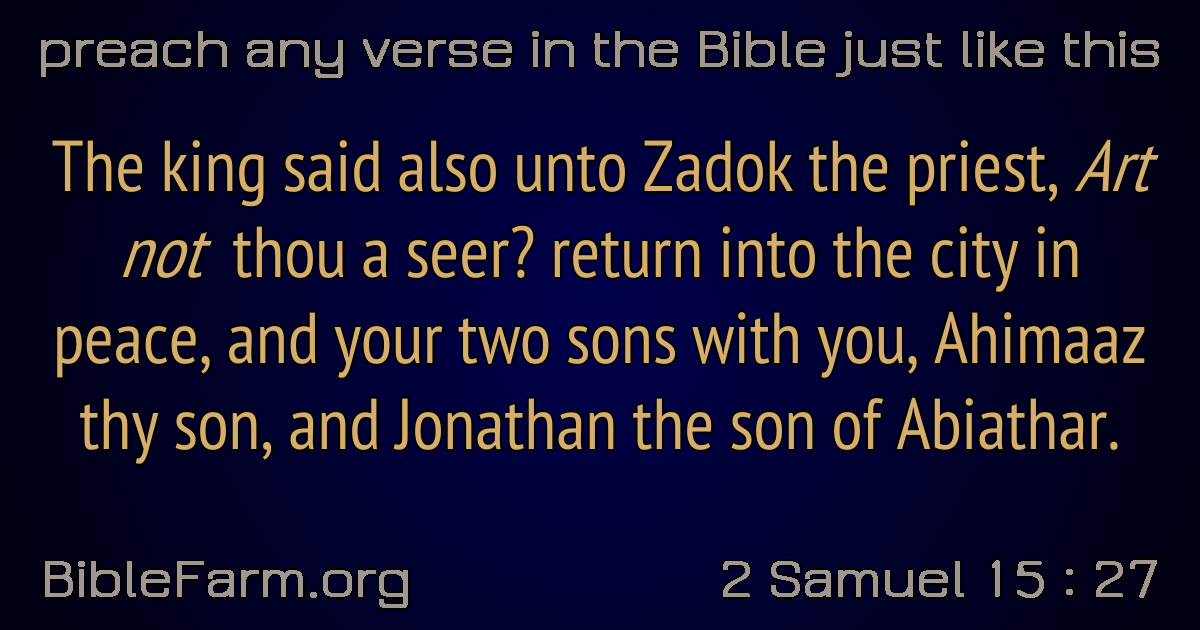 preach any verse in the Bible just like this
The king said also unto Zadok the priest, Art
not thou a seer? return into the city in
peace, and your two sons with you, Ahimaaz
thy son, and Jonathan the son of Abiathar.
BibleFarm.org
2 Samuel 15 : 27